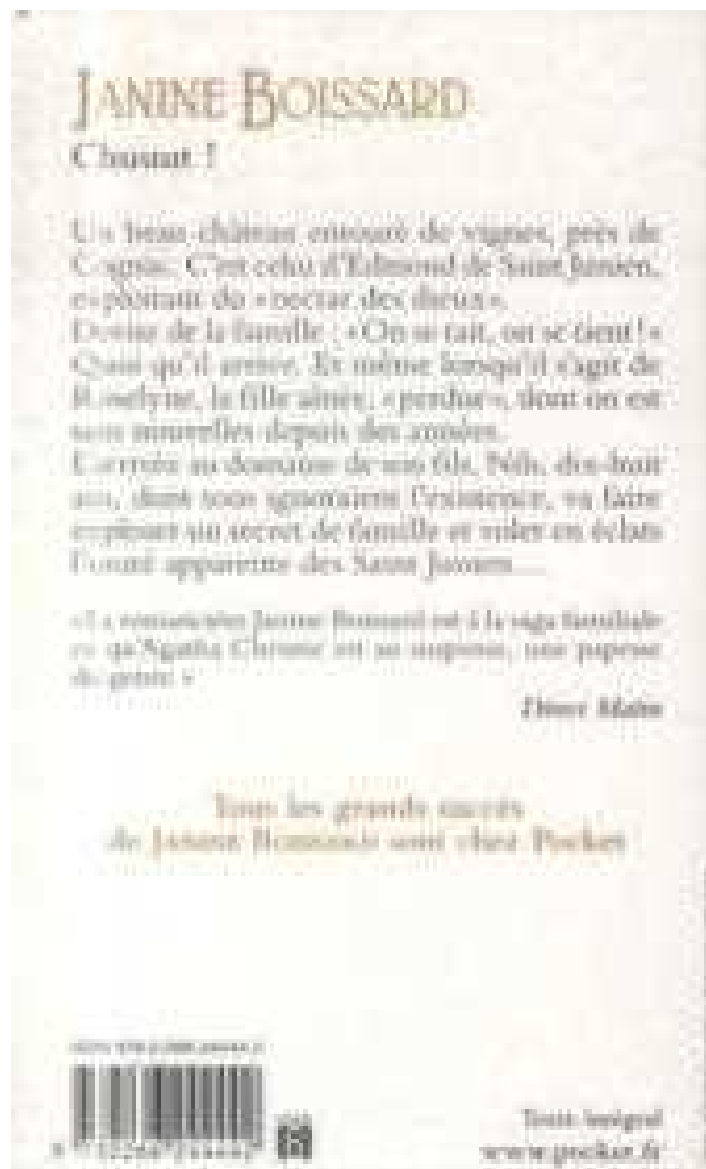 JANINE BOISSARD
Chuuut !
Un beau château entouré de vignes, près de
Cognac. C'est celui d'Edmond de Saint Junien,
exploitant du « nectar des dieux ».
Devise de la famille : « On se tait, on se tient ! »
Quoi qu'il arrive. Et même lorsqu'il s'agit de
Roselyne, la fille aînée, « perdue », dont on est
sans nouvelles depuis des années.
L'arrivée au domaine de son fils, Nils, dix-huit
ans, dont tous ignoraient l'existence, va faire
exploser un secret de famille et voler en éclats
l'unité apparente des Saint Junien...
« La romancière Janine Boissard est à la saga familiale
ce qu'Agatha Christie est au suspense, une papesse
du genre. »
Tous les grands succès
de Janine Boissard sont chez Pocket
Texte intégral
www.pocket.fr